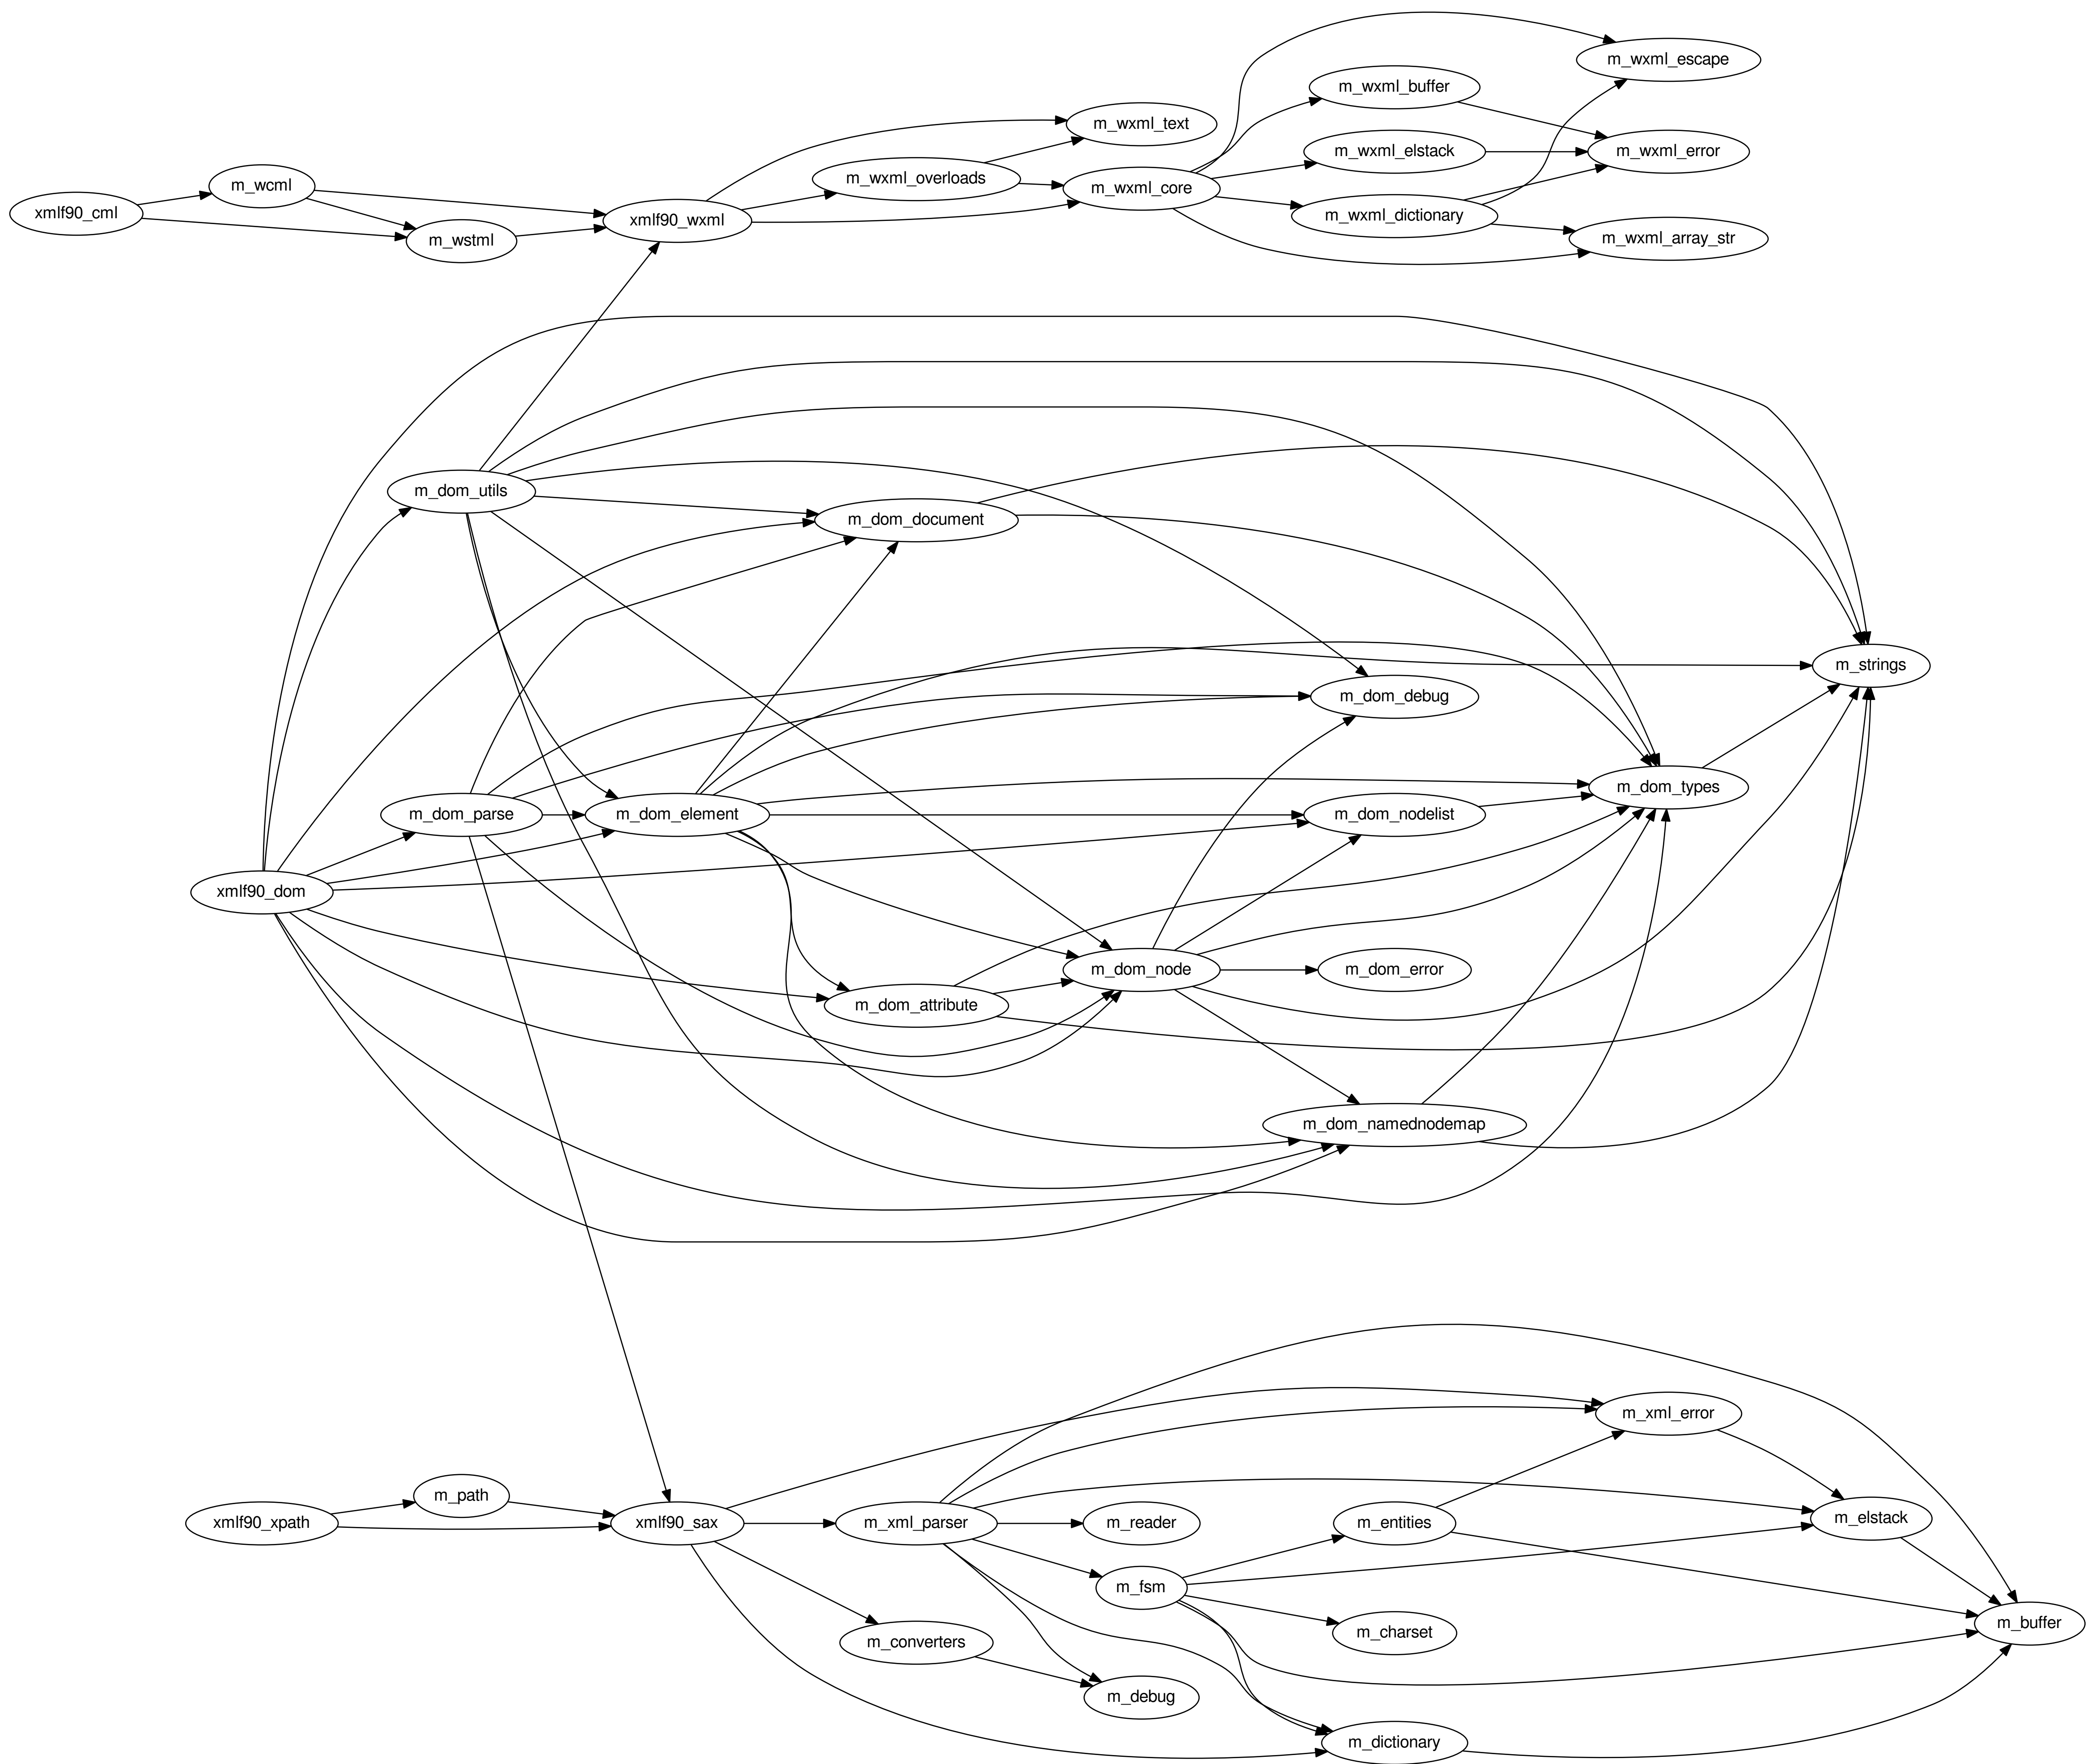 m_wxml_escape
m_wxml_buffer
m_wxml_text
m_wxml_elstack
m_wxml_error
m_wxml_overloads
m_wcml
m_wxml_core
xmlf90_cml
m_wxml_dictionary
xmlf90_wxml
m_wstml
m_wxml_array_str
m_dom_utils
m_dom_document
m_strings
m_dom_debug
m_dom_types
m_dom_parse
m_dom_element
m_dom_nodelist
xmlf90_dom
m_dom_node
m_dom_error
m_dom_attribute
m_dom_namednodemap
m_xml_error
m_path
m_elstack
xmlf90_xpath
xmlf90_sax
m_xml_parser
m_reader
m_entities
m_fsm
m_buffer
m_charset
m_converters
m_debug
m_dictionary